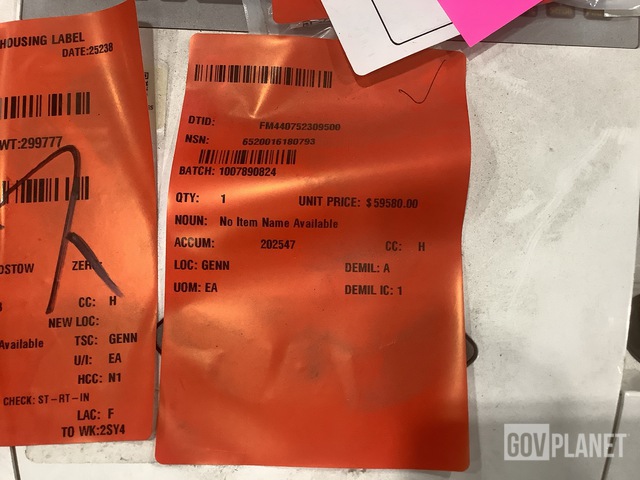 HOUSING LABEL
DATE:25238
WT:299777
ZER
CC: H
NEW LOC:
Available TSC: GENN
U/I: EA
HCC: N1
CHECK: ST-RT-IN
LAC: F
TO WK:2SY4
DTID: FM440752309500
NSN: 6520016180793
BATCH: 1007890824
QTY: 1 UNIT PRICE: $59580.00
NOUN: No Item Name Available
ACCUM: 202547 CC: H
LOC: GENN DEMIL: A
UOM: EA DEMIL IC: 1
GOVPLANET